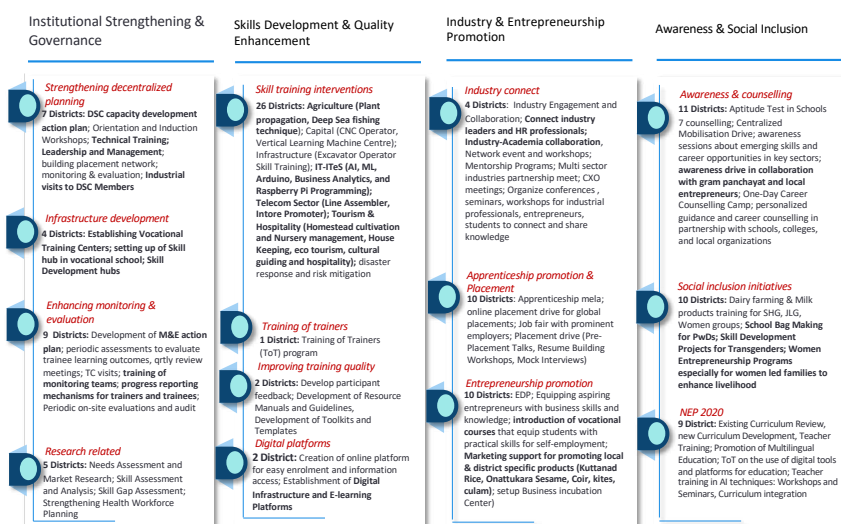 Institutional Strengthening &
Governance
Strengthening decentralized
planning
7 Districts: DSC capacity development
action plan; Orientation and Induction
Workshops; Technical Training;
Leadership and Management;
building placement network;
monitoring & evaluation; Industrial
visits to DSC Members
Infrastructure development
4 Districts: Establishing Vocational
Training Centers; setting up of Skill
hub in vocational school; Skill
Development hubs
Enhancing monitoring &
evaluation
9 Districts: Development of M&E action
plan; periodic assessments to evaluate
trainee learning outcomes, qrtly review
meetings; TC visits; training of
monitoring teams; progress reporting
mechanisms for trainers and trainees;
Periodic on-site evaluations and audit
Research related
5 Districts: Needs Assessment and
Market Research; Skill Assessment
and Analysis; Skill Gap Assessment;
Strengthening Health Workforce
Planning
Skills Development & Quality
Enhancement
Skill training interventions
26 Districts: Agriculture (Plant
propagation, Deep Sea fishing
technique); Capital (CNC Operator,
Vertical Learning Machine Centre);
Infrastructure (Excavator Operator
Skill Training); IT-ITeS (AI, ML,
Arduino, Business Analytics, and
Raspberry Pi Programming);
Telecom Sector (Line Assembler,
Intore Promoter); Tourism &
Hospitality (Homestead cultivation
and Nursery management, House
Keeping, eco tourism, cultural
guiding and hospitality); disaster
response and risk mitigation
Training of trainers
1 District: Training of Trainers
(ToT) program
Improving training quality
2 Districts: Develop participant
feedback; Development of Resource
Manuals and Guidelines,
Development of Toolkits and
Templates
Digital platforms
2 District: Creation of online platform
for easy enrolment and information
access; Establishment of Digital
Infrastructure and E-learning
Platforms
Industry & Entrepreneurship
Promotion
Industry connect
4 Districts: Industry Engagement and
Collaboration; Connect industry
leaders and HR professionals;
Industry-Academia collaboration,
Network event and workshops;
Mentorship Programs; Multi sector
industries partnership meet; CXO
meetings; Organize conferences ,
seminars, workshops for industrial
professionals, entrepreneurs,
students to connect and share
knowledge
Apprenticeship promotion &
Placement
10 Districts: Apprenticeship mela;
online placement drive for global
placements; Job fair with prominent
employers; Placement drive (Pre-
Placement Talks, Resume Building
Workshops, Mock Interviews)
Entrepreneurship promotion
10 Districts: EDP; Equipping aspiring
entrepreneurs with business skills and
knowledge; introduction of vocational
courses that equip students with
practical skills for self-employment;
Marketing support for promoting local
& district specific products (Kuttanad
Rice, Onattukara Sesame, Coir, kites,
culam); setup Business incubation
Center)
Awareness & Social Inclusion
Awareness & counselling
11 Districts: Aptitude Test in Schools
7 counselling; Centralized
Mobilisation Drive; awareness
sessions about emerging skills and
career opportunities in key sectors;
awareness drive in collaboration
with gram panchayat and local
entrepreneurs; One-Day Career
Counselling Camp; personalized
guidance and career counselling in
partnership with schools, colleges,
and local organizations
Social inclusion initiatives
10 Districts: Dairy farming & Milk
products training for SHG, JLG,
Women groups; School Bag Making
for PwDs; Skill Development
Projects for Transgenders; Women
Entrepreneurship Programs
especially for women led families to
enhance livelihood
NEP 2020
9 District: Existing Curriculum Review,
new Curriculum Development, Teacher
Training; Promotion of Multilingual
Education; ToT on the use of digital tools
and platforms for education; Teacher
training in AI techniques: Workshops and
Seminars, Curriculum integration